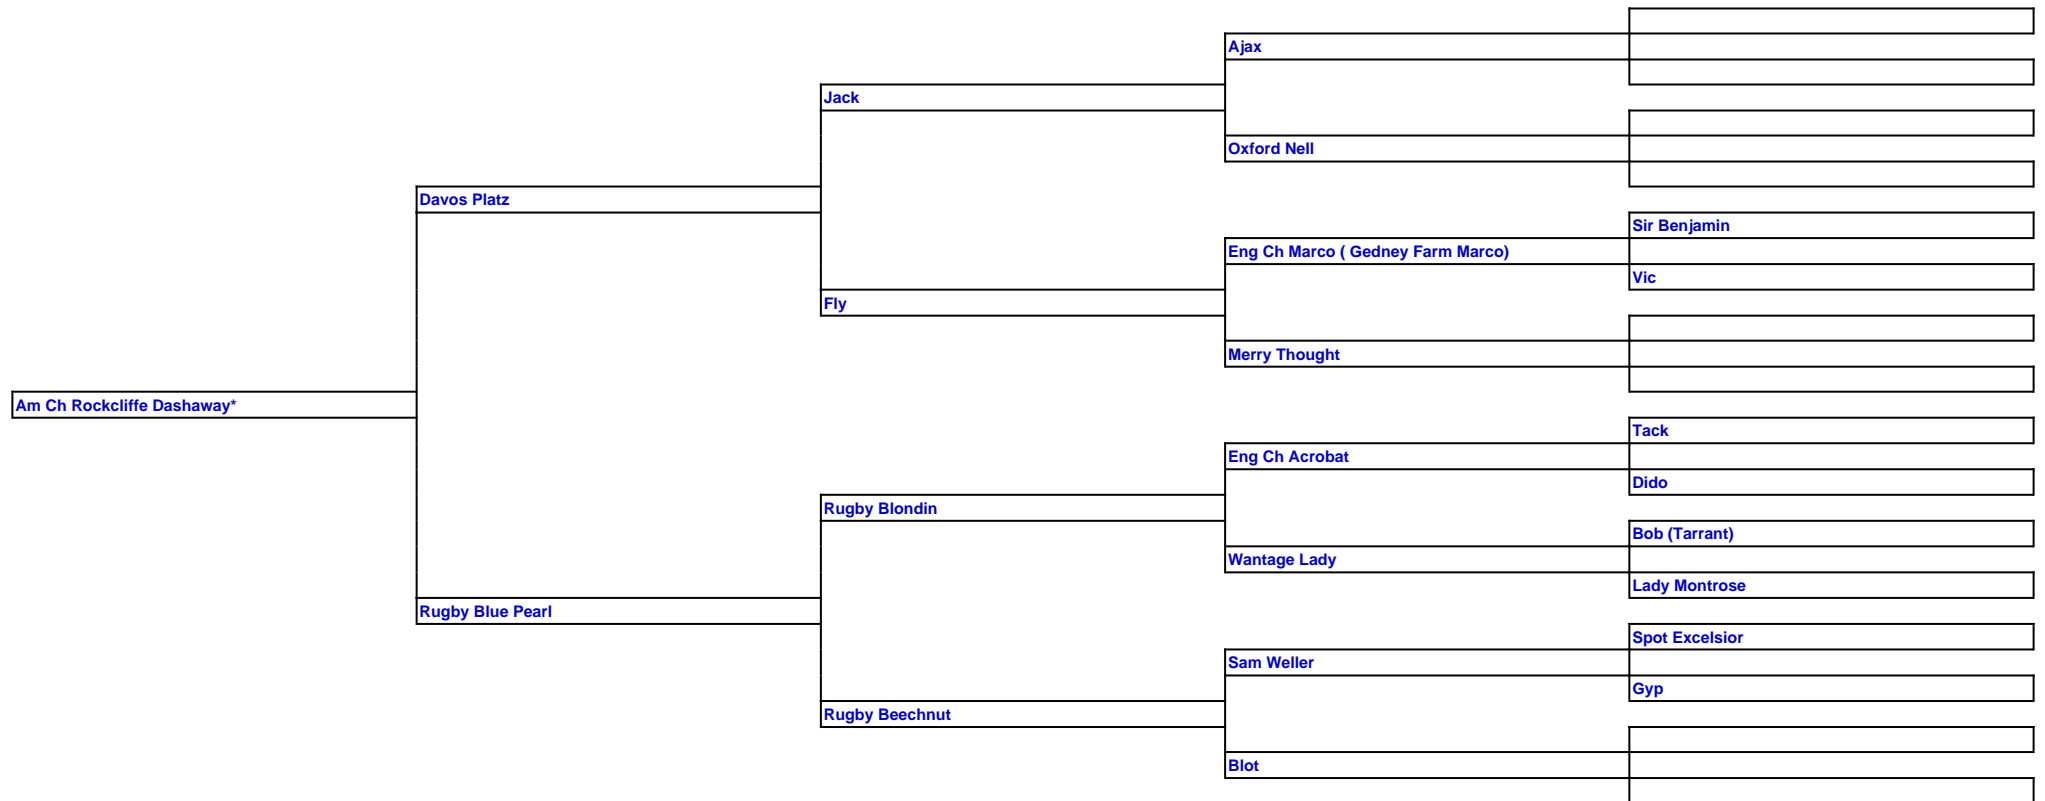 Ajax
Jack
Oxford Nell
Davos Platz
Sir Benjamin
Eng Ch Marco ( Gedney Farm Marco)
Vic
Fly
Merry Thought
Am Ch Rockcliffe Dashaway*
Tack
Eng Ch Acrobat
Dido
Rugby Blondin
Bob (Tarrant)
Wantage Lady
Lady Montrose
Rugby Blue Pearl
Spot Excelsior
Sam Weller
Gyp
Rugby Beechnut
Blot